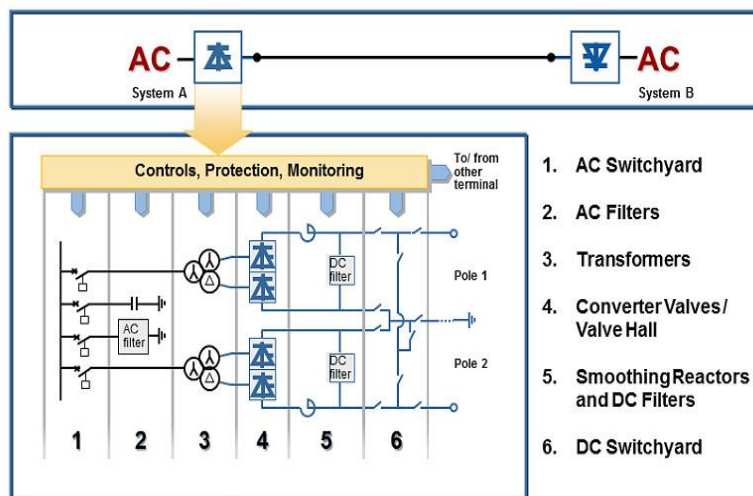 AC
AC
System A
System B
Controls, Protection, Monitoring
To/ from
other
terminal
DC
filter
Pole 1
AC
filter
DC
filter
Pole 2
1 2 3 4 5 6
1. AC Switchyard
2. AC Filters
3. Transformers
4. Converter Valves /
Valve Hall
5. Smoothing Reactors
and DC Filters
6. DC Switchyard